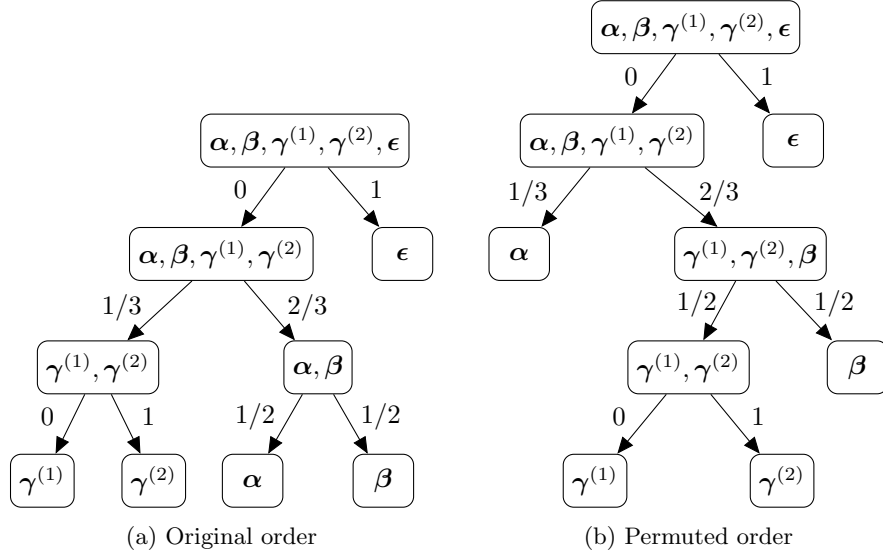 α, β, γ⁽¹⁾, γ⁽²⁾, ϵ
0
1
α, β, γ⁽¹⁾, γ⁽²⁾
ϵ
1/3
2/3
γ⁽¹⁾, γ⁽²⁾
α, β
0
1
1/2
1/2
γ⁽¹⁾
γ⁽²⁾
α
β
(a) Original order
α, β, γ⁽¹⁾, γ⁽²⁾, ϵ
0
1
α, β, γ⁽¹⁾, γ⁽²⁾
ϵ
1/3
2/3
α
γ⁽¹⁾, γ⁽²⁾, β
1/2
1/2
γ⁽¹⁾, γ⁽²⁾
β
0
1
γ⁽¹⁾
γ⁽²⁾
(b) Permuted order